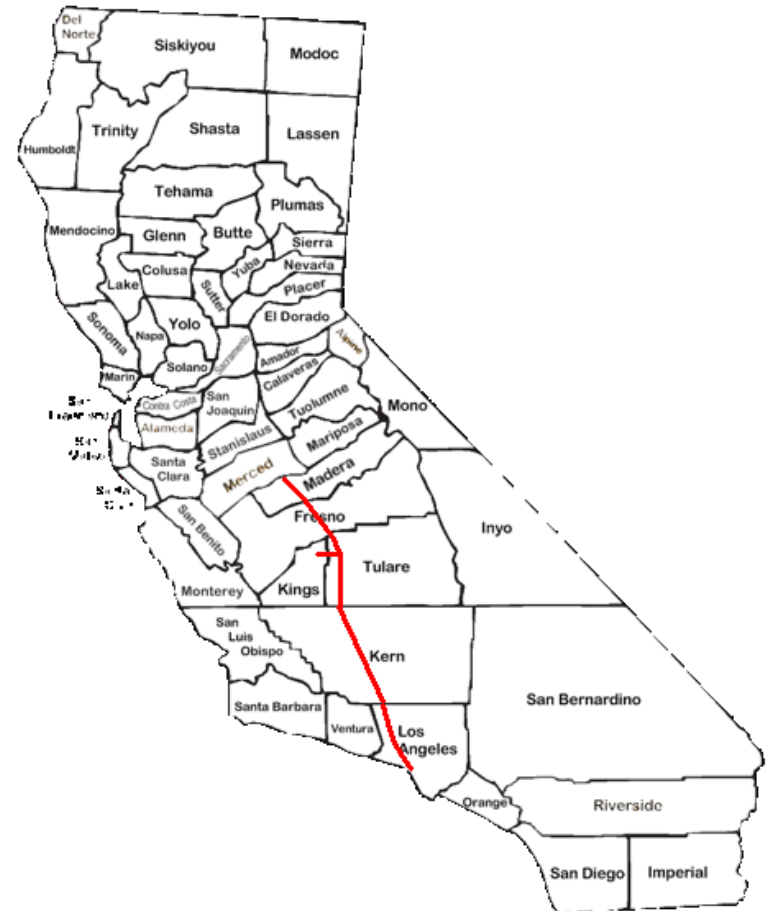 Del
Norte
Siskiyou
Modoc
Humboldt
Trinity
Shasta
Lassen
Tehama
Plumas
Mendocino
Glenn
Butte
Sierra
Yuba
Nevada
Lake
Colusa
Sutter
Placer
Sonoma
Napa
Yolo
El Dorado
Sacramento
Alpine
Marin
Solano
Amador
Calaveras
Contra Costa
San
Joaquin
Tuolumne
Mono
San
Alameda
Stanislaus
Mariposa
Santa
Clara
Merced
Madera
San Benito
Fresno
Inyo
Monterey
Kings
Tulare
San
Luis
Obispo
Kern
Santa Barbara
Ventura
Los
Angeles
San Bernardino
Orange
Riverside
San Diego
Imperial